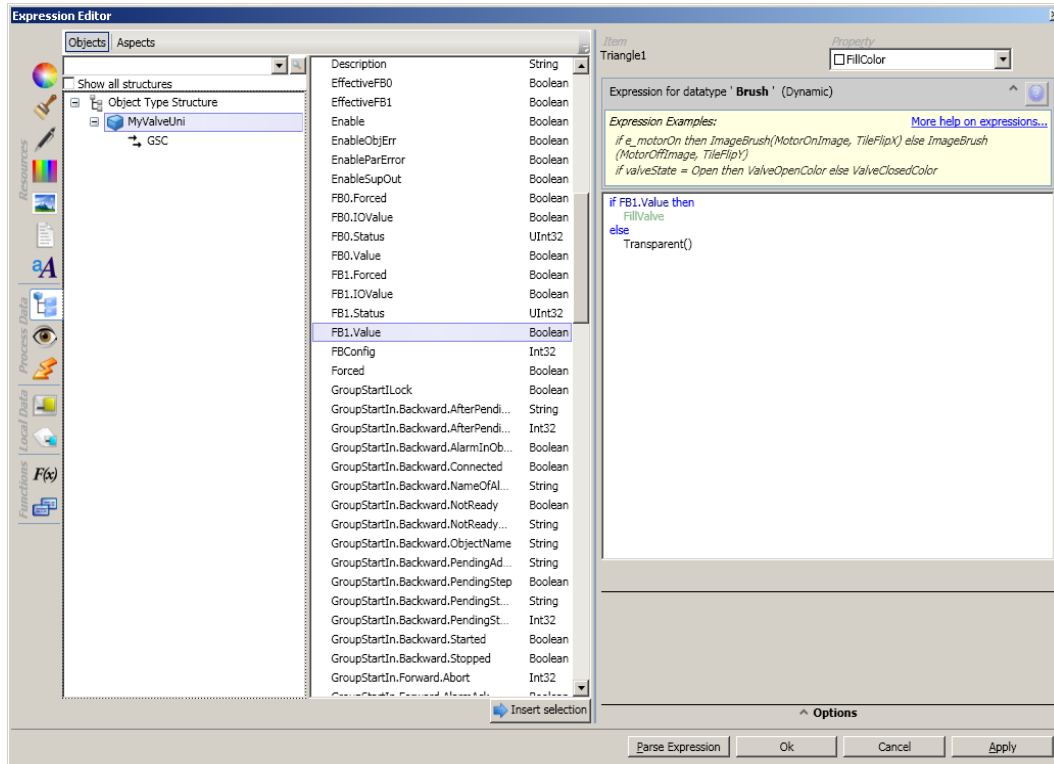 Expression Editor
Objects Aspects
Show all structures
Object Type Structure
MyValveUni
GSC
Resources
Process Data
Local Data
Functions
aA
F(x)
Description String
EffectiveFB0 Boolean
EffectiveFB1 Boolean
Enable Boolean
EnableObjErr Boolean
EnableParError Boolean
EnableSupOut Boolean
FB0.Forced Boolean
FB0.IOValue Boolean
FB0.Status UInt32
FB0.Value Boolean
FB1.Forced Boolean
FB1.IOValue Boolean
FB1.Status UInt32
FB1.Value Boolean
FBConfig Int32
Forced Boolean
GroupStartILock Boolean
GroupStartIn.Backward.AfterPendi... String
GroupStartIn.Backward.AfterPendi... Int32
GroupStartIn.Backward.AlarmInOb... Boolean
GroupStartIn.Backward.Connected Boolean
GroupStartIn.Backward.NameOfAl... String
GroupStartIn.Backward.NotReady Boolean
GroupStartIn.Backward.NotReady... String
GroupStartIn.Backward.ObjectName String
GroupStartIn.Backward.PendingAd... String
GroupStartIn.Backward.PendingStep Boolean
GroupStartIn.Backward.PendingSt... String
GroupStartIn.Backward.PendingSt... Int32
GroupStartIn.Backward.Started Boolean
GroupStartIn.Backward.Stopped Boolean
GroupStartIn.Forward.Abort Int32
Insert selection
Item Property
Triangle1 FillColor
Expression for datatype ' Brush ' (Dynamic)
Expression Examples: More help on expressions...
if e_motorOn then ImageBrush(MotorOnImage, TileFlipX) else ImageBrush
(MotorOffImage, TileFlipY)
if valveState = Open then ValveOpenColor else ValveClosedColor
if FB1.Value then
FillValve
else
Transparent()
Options
Parse Expression Ok Cancel Apply